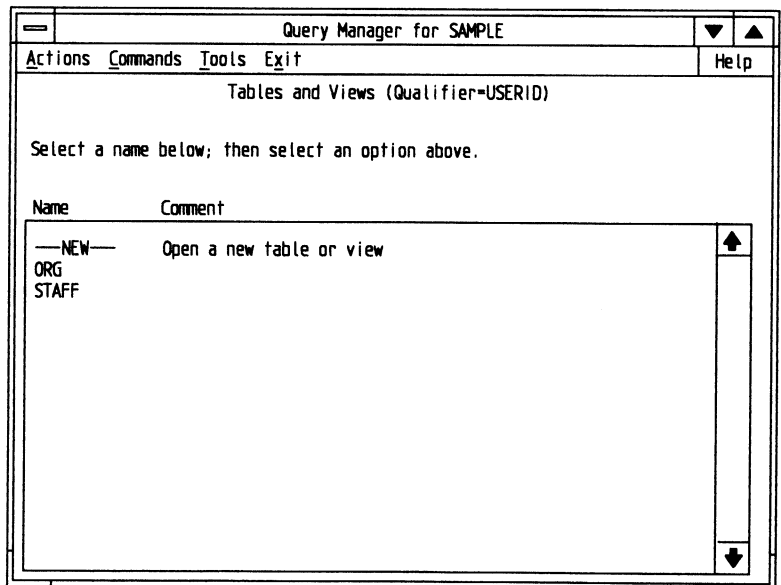 Query Manager for SAMPLE
Actions Commands Tools Exit Help
Tables and Views (Qualifier=USERID)
Select a name below; then select an option above.
Name Comment
——NEW—— Open a new table or view
ORG
STAFF